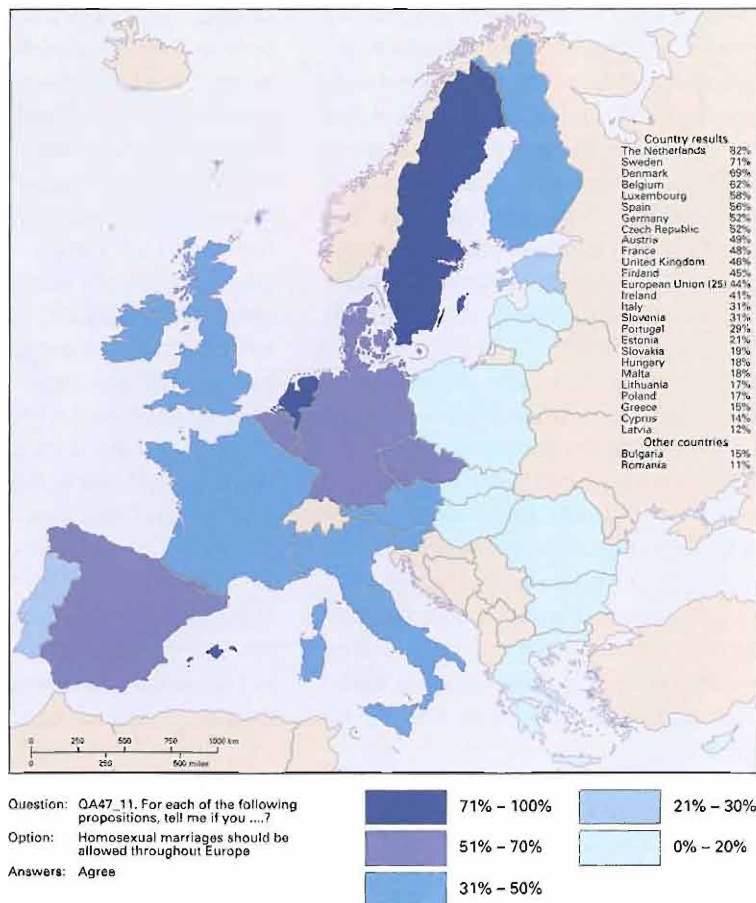 Country results
The Netherlands 82%
Sweden 71%
Denmark 69%
Belgium 62%
Luxembourg 58%
Spain 56%
Germany 52%
Czech Republic 52%
Austria 49%
France 48%
United Kingdom 46%
Finland 45%
European Union (25) 44%
Ireland 41%
Italy 31%
Slovenia 31%
Portugal 29%
Estonia 21%
Slovakia 19%
Hungary 18%
Malta 18%
Lithuania 17%
Poland 17%
Greece 15%
Cyprus 14%
Latvia 12%
Other countries
Bulgaria 15%
Romania 11%
0 250 500 750 1000 km
0 250 500 miles
Question: QA47_11. For each of the following
propositions, tell me if you ....?
Option: Homosexual marriages should be
allowed throughout Europe
Answers: Agree
71% – 100%
51% – 70%
31% – 50%
21% – 30%
0% – 20%